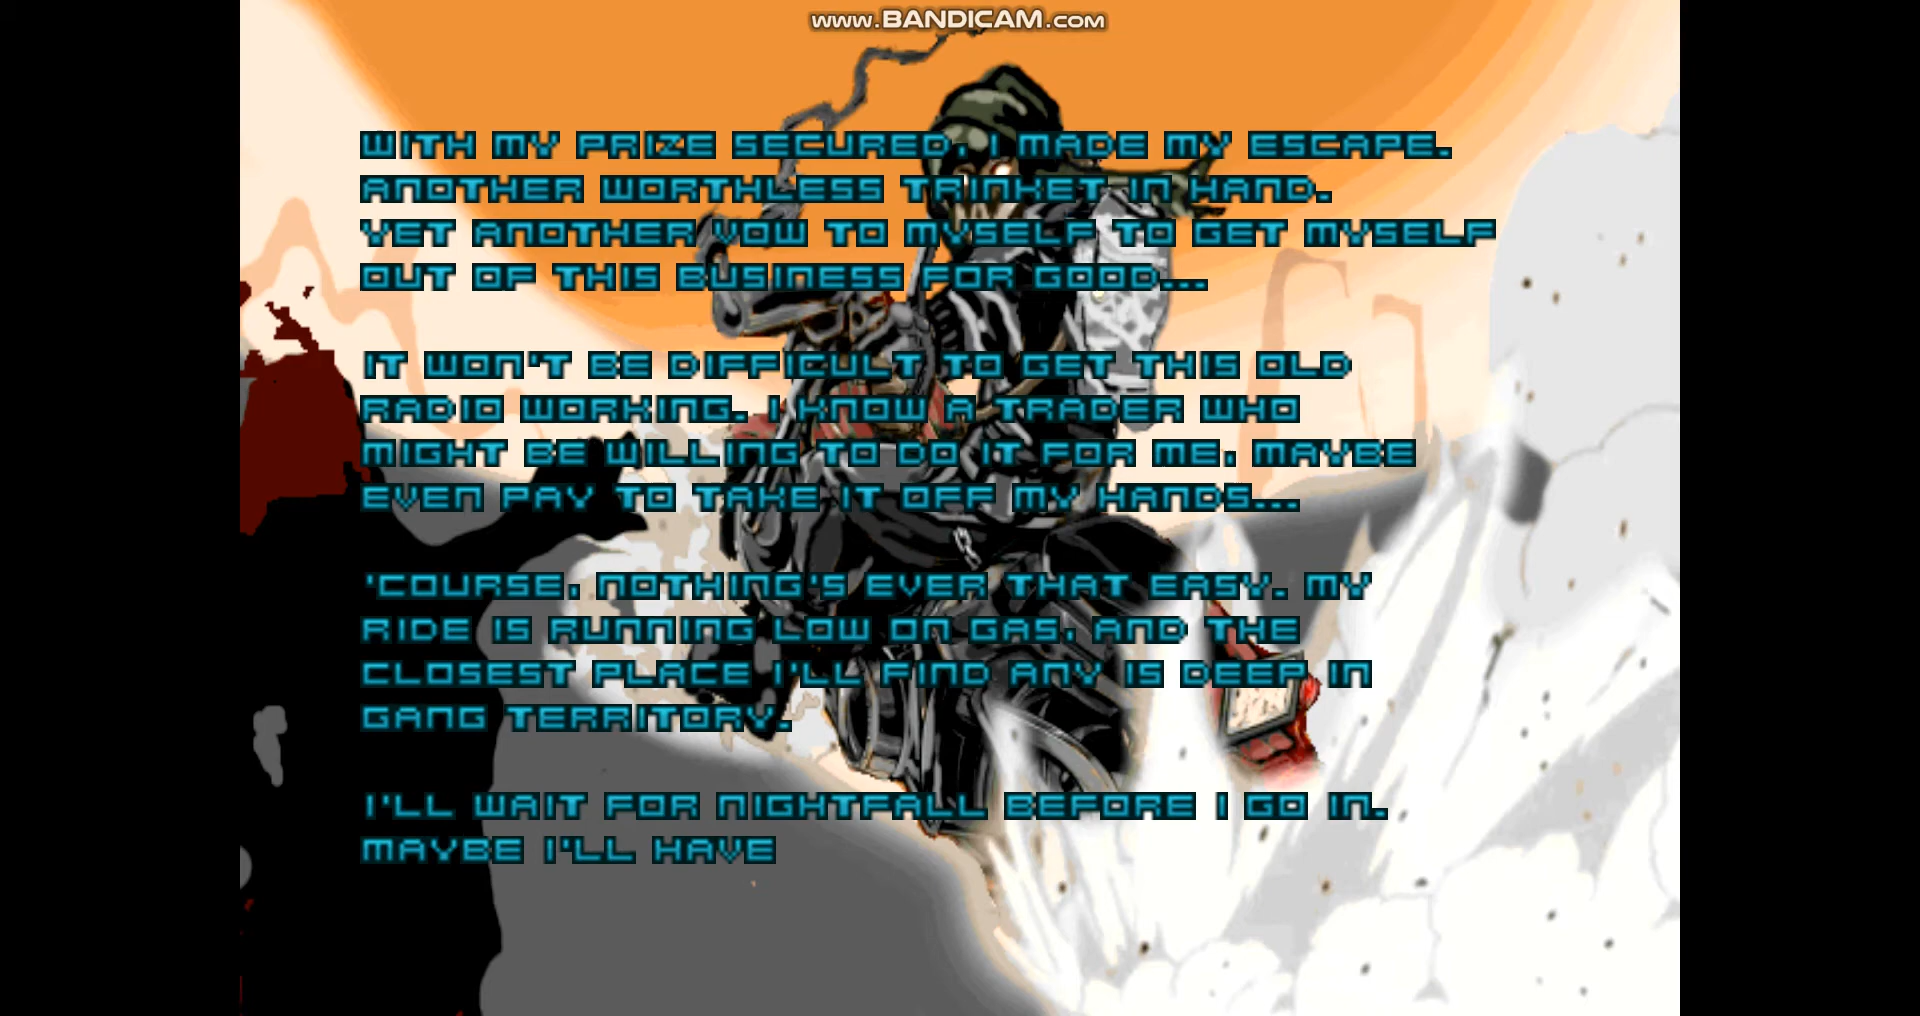 www.BANDICAM.com
WITH MY PRIZE SECURED, I MADE MY ESCAPE.
ANOTHER WORTHLESS TRINKET IN HAND.
YET ANOTHER VOW TO MYSELF TO GET MYSELF
OUT OF THIS BUSINESS FOR GOOD...
IT WON'T BE DIFFICULT TO GET THIS OLD
RADIO WORKING. I KNOW A TRADER WHO
MIGHT BE WILLING TO DO IT FOR ME, MAYBE
EVEN PAY TO TAKE IT OFF MY HANDS...
'COURSE, NOTHING'S EVER THAT EASY. MY
RIDE IS RUNNING LOW ON GAS, AND THE
CLOSEST PLACE I'LL FIND ANY IS DEEP IN
GANG TERRITORY.
I'LL WAIT FOR NIGHTFALL BEFORE I GO IN.
MAYBE I'LL HAVE